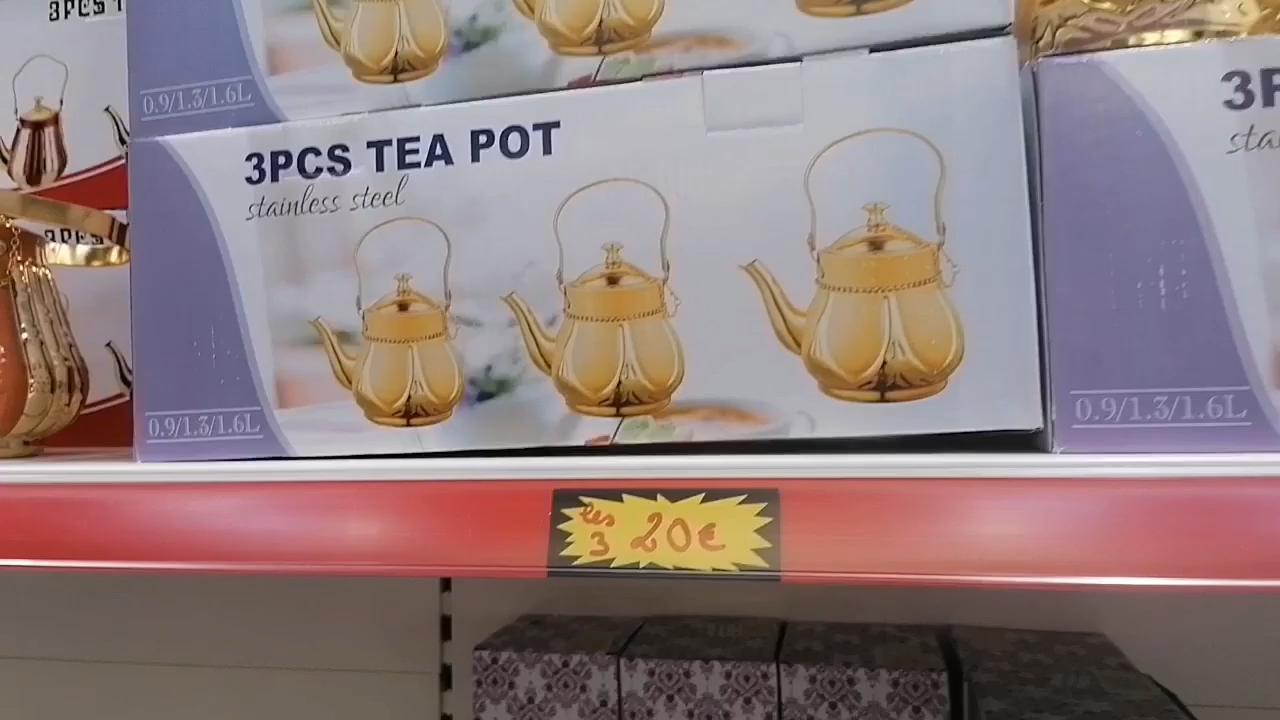 3PCS T
0.9/1.3/1.6L
3PCS TEA POT
stainless steel
3PCS
0.9/1.3/1.6L
0.9/1.3/1.6L
les
3 20€